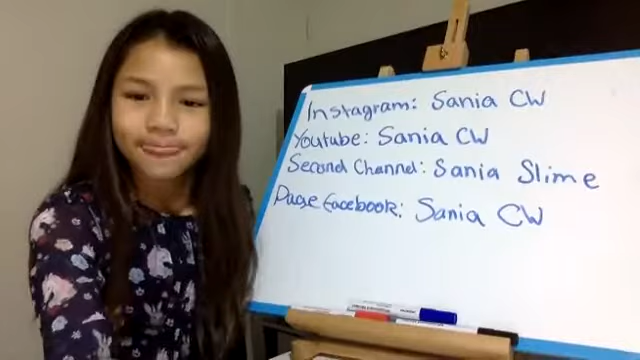 Instagram: Sania CW
Youtube: Sania CW
Second Channel: Sania Slime
Page Facebook: Sania CW